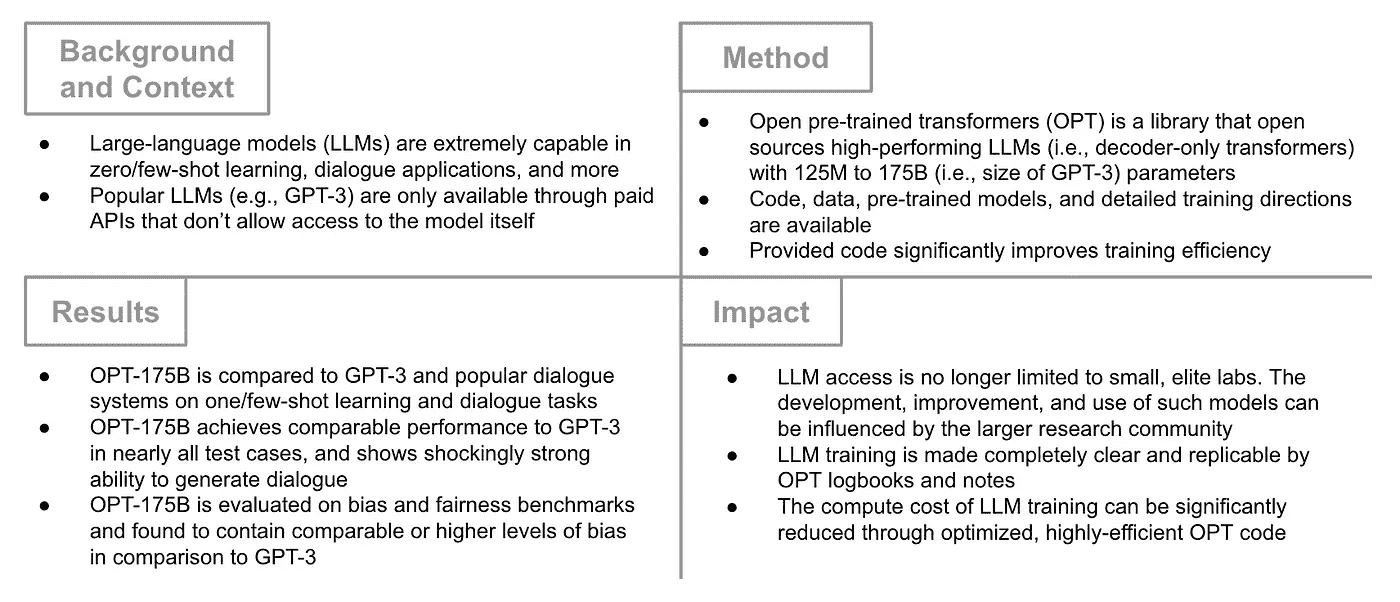 Background
and Context
● Large-language models (LLMs) are extremely capable in
zero/few-shot learning, dialogue applications, and more
● Popular LLMs (e.g., GPT-3) are only available through paid
APIs that don’t allow access to the model itself
Method
● Open pre-trained transformers (OPT) is a library that open
sources high-performing LLMs (i.e., decoder-only transformers)
with 125M to 175B (i.e., size of GPT-3) parameters
● Code, data, pre-trained models, and detailed training directions
are available
● Provided code significantly improves training efficiency
Results
● OPT-175B is compared to GPT-3 and popular dialogue
systems on one/few-shot learning and dialogue tasks
● OPT-175B achieves comparable performance to GPT-3
in nearly all test cases, and shows shockingly strong
ability to generate dialogue
● OPT-175B is evaluated on bias and fairness benchmarks
and found to contain comparable or higher levels of bias
in comparison to GPT-3
Impact
● LLM access is no longer limited to small, elite labs. The
development, improvement, and use of such models can
be influenced by the larger research community
● LLM training is made completely clear and replicable by
OPT logbooks and notes
● The compute cost of LLM training can be significantly
reduced through optimized, highly-efficient OPT code